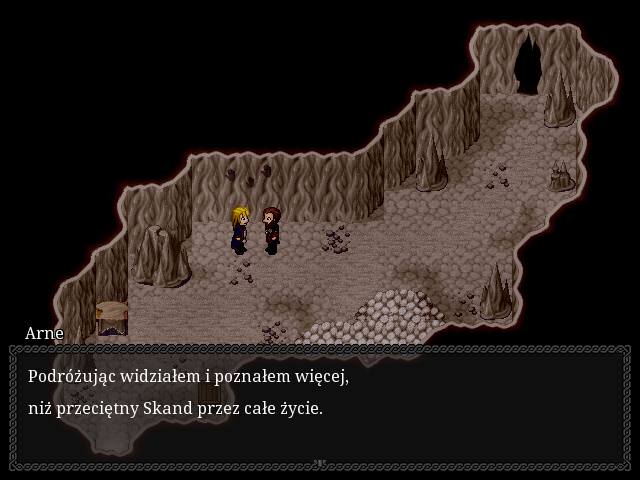 Arne
Podróżując widziałem i poznałem więcej,
niż przeciętny Skand przez całe życie.